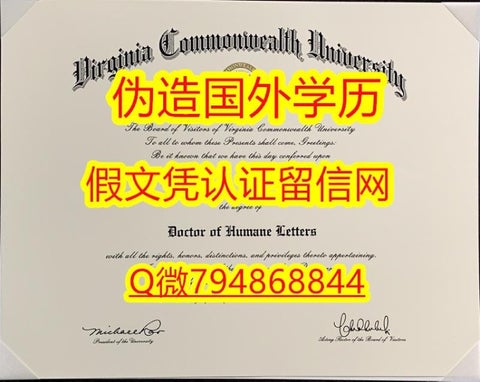 Virginia Commonwealth University
伪造国外学历
The Board of Visitors of Virginia Commonwealth University
To all to whom these Presents shall come, Greetings:
Be it known that we have this day conferred upon
假文凭认证留信网
the degree of
Doctor of Humane Letters
with all the rights, honors, distinctions, and privileges thereto appertaining.
Q微794868844
President of the University
Acting Rector of the Board of Visitors